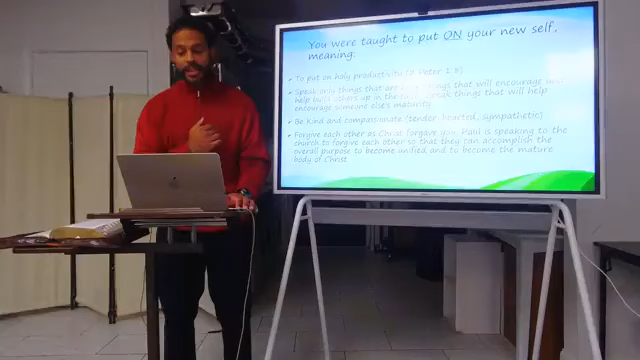 You were taught to put ON your new self,
meaning:
To put on holy productivity (2 Peter 1:8)
Speak only things that are things that will encourage and
help build others up in the speak things that will help
encourage someone else's maturity
Be Kind and compassionate (tender hearted, sympathetic)
Forgive each other as Christ forgave you. Paul is speaking to the
church to forgive each other so that they can accomplish the
overall purpose to become unified and to become the mature
body of Christ